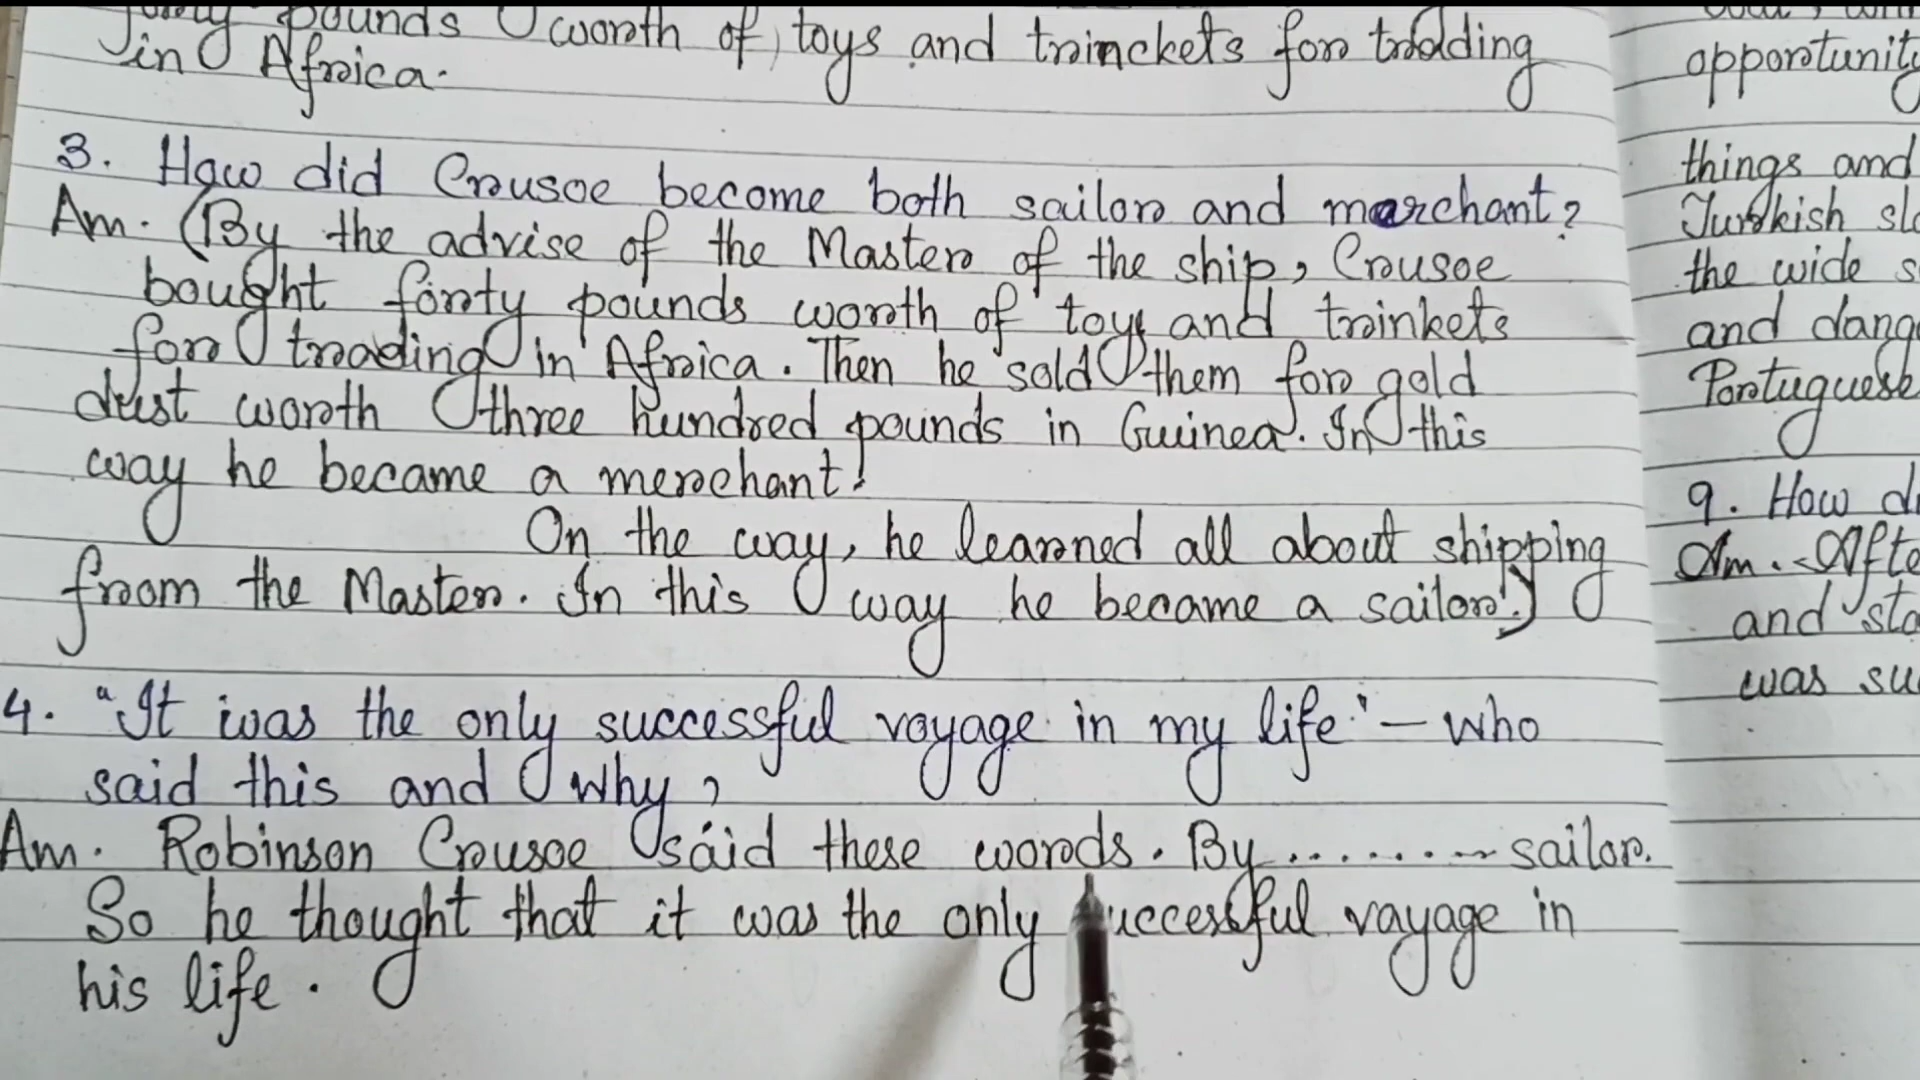 pounds worth of toys and trinckets for trading
in Africa.
3. How did Crusoe become both sailor and merchant?
Am. (By the advise of the Master of the ship, Crusoe
bought forty pounds worth of toys and trinkets
for trading in Africa. Then he sold them for gold
dust worth three hundred pounds in Guinea. In this
way he became a merchant.
On the way, he learned all about shipping
from the Master. In this way he became a sailor.)
4. "It was the only successful voyage in my life." - who
said this and why?
Ans. Robinson Crusoe said these words. By ........ sailor.
So he thought that it was the only successful voyage in
his life.
opportunity
things and
Turkish
the wide
and
Portuguese
9. How
Ans.
and
was